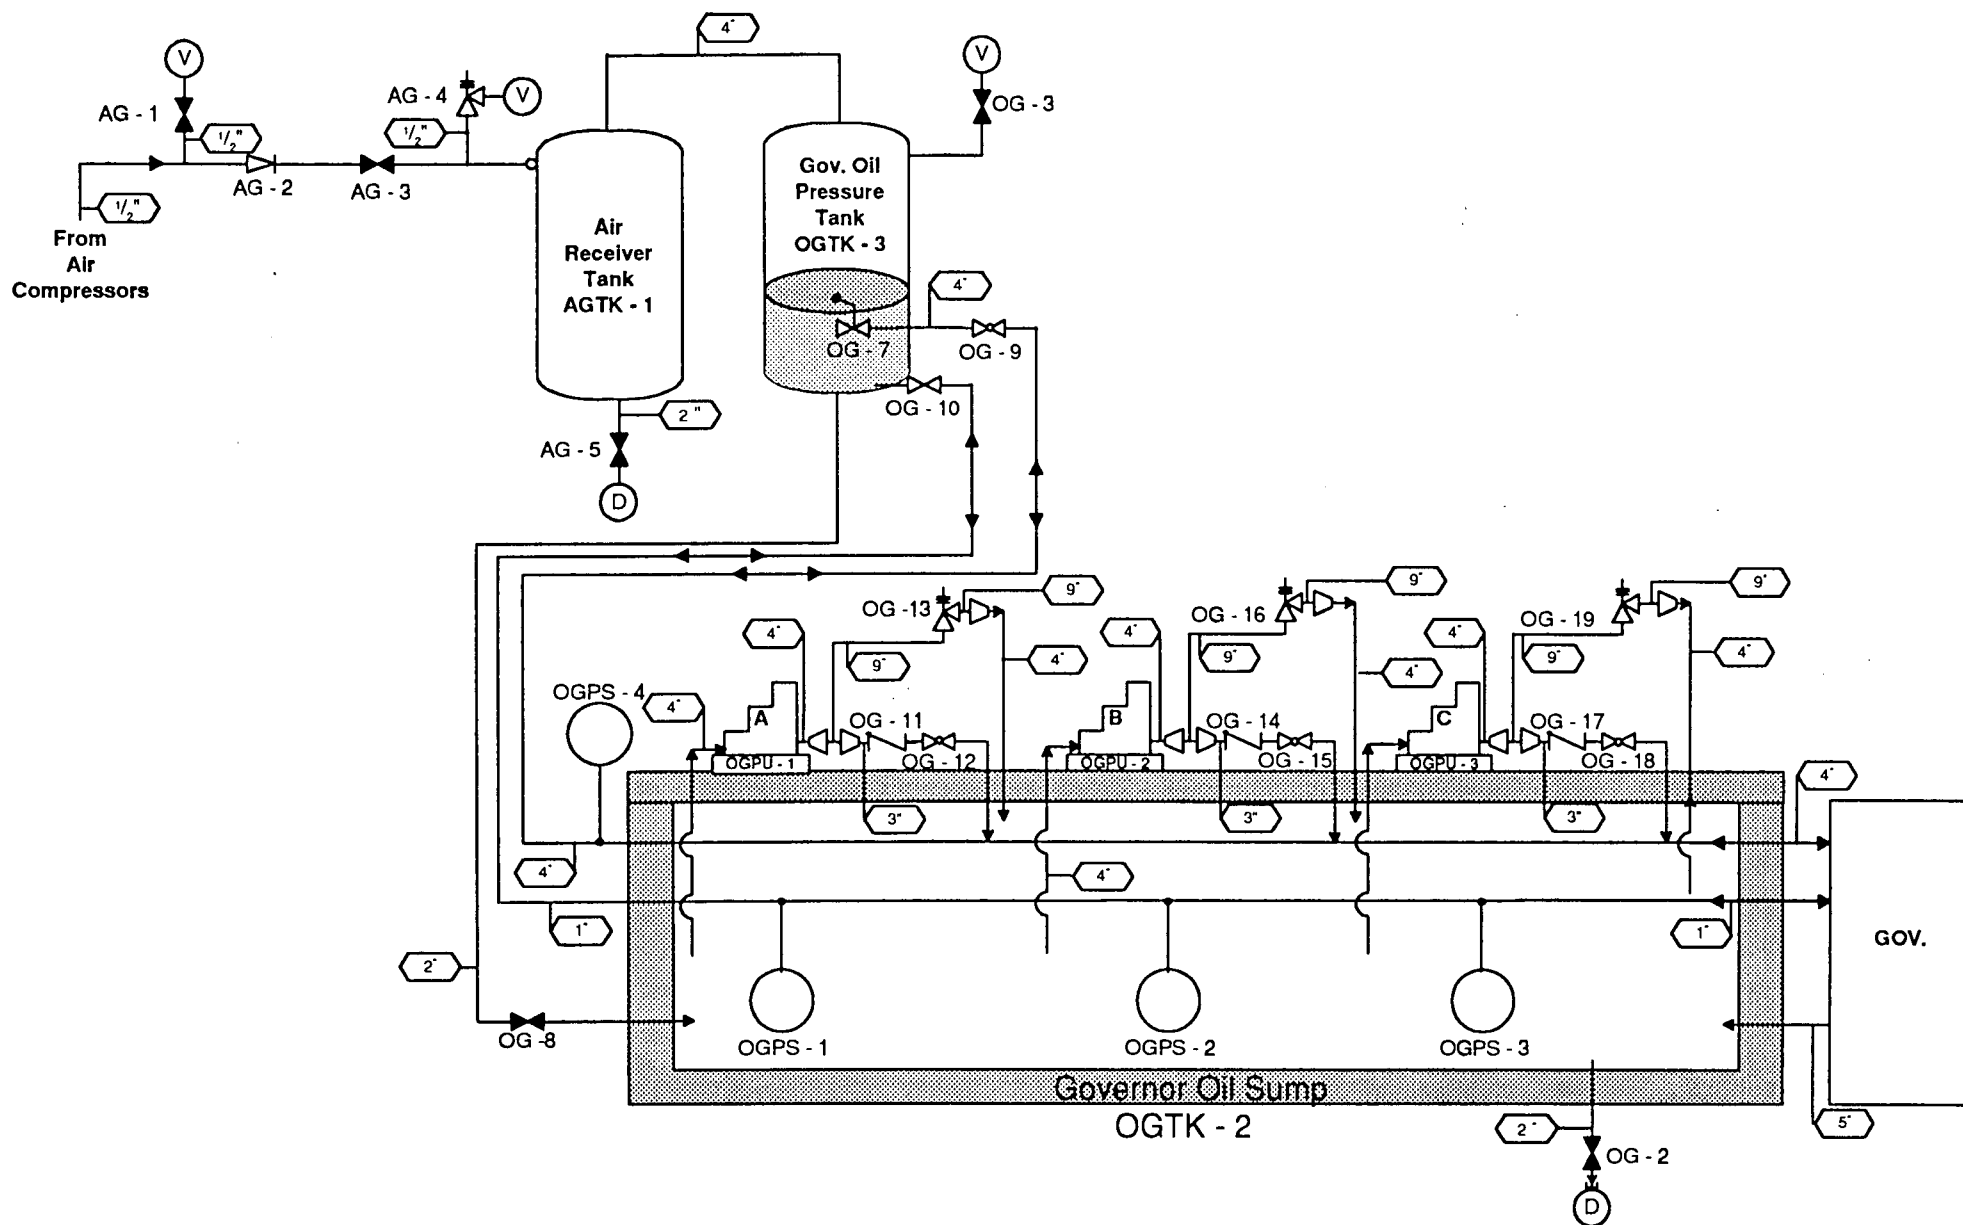 4"
V
V
AG - 4
V
OG - 3
AG - 1
1/2"
1/2"
AG - 2
AG - 3
Gov. Oil
Pressure
Tank
OGTK - 3
1/2"
From
Air
Compressors
Air
Receiver
Tank
AGTK - 1
4"
OG - 7
OG - 9
OG - 10
2"
AG - 5
D
9"
9"
9"
OG -13
OG - 16
OG - 19
4"
4"
4"
9"
4"
9"
4"
9"
4"
OGPS - 4
4"
A
OG - 11
B
OG - 14
C
OG - 17
OGPU - 1
OG - 12
OGPU - 2
OG - 15
OGPU - 3
OG - 18
4"
3"
3"
3"
4"
4"
1"
1"
GOV.
2"
OG -8
OGPS - 1
OGPS - 2
OGPS - 3
Governor Oil Sump
OGTK - 2
2"
5"
OG - 2
D